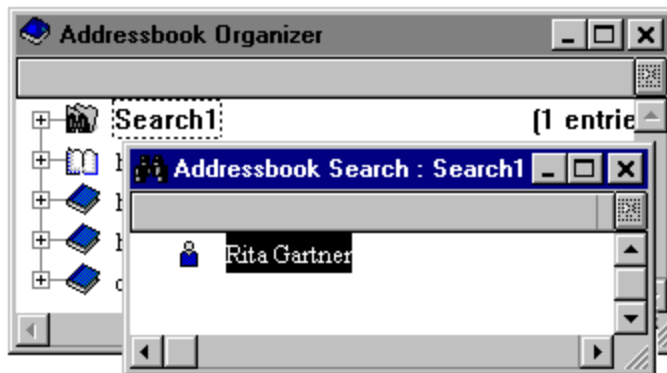 Addressbook Organizer
Search1 (1 entrie
Addressbook Search : Search1
Rita Gartner